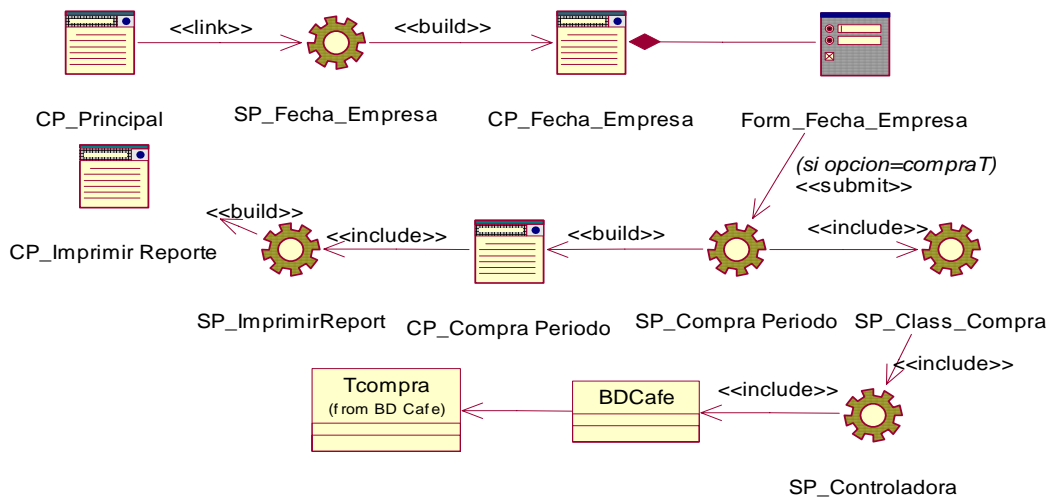 <<link>>
<<build>>
CP_Principal
SP_Fecha_Empresa
CP_Fecha_Empresa
Form_Fecha_Empresa
(si opcion=compraT)
<<submit>>
<<build>>
<<include>>
<<build>>
<<include>>
CP_Imprimir Reporte
SP_ImprimirReport
CP_Compra Periodo
SP_Compra Periodo
SP_Class_Compra
<<include>>
Tcompra
(from BD Cafe)
BDCafe
<<include>>
SP_Controladora